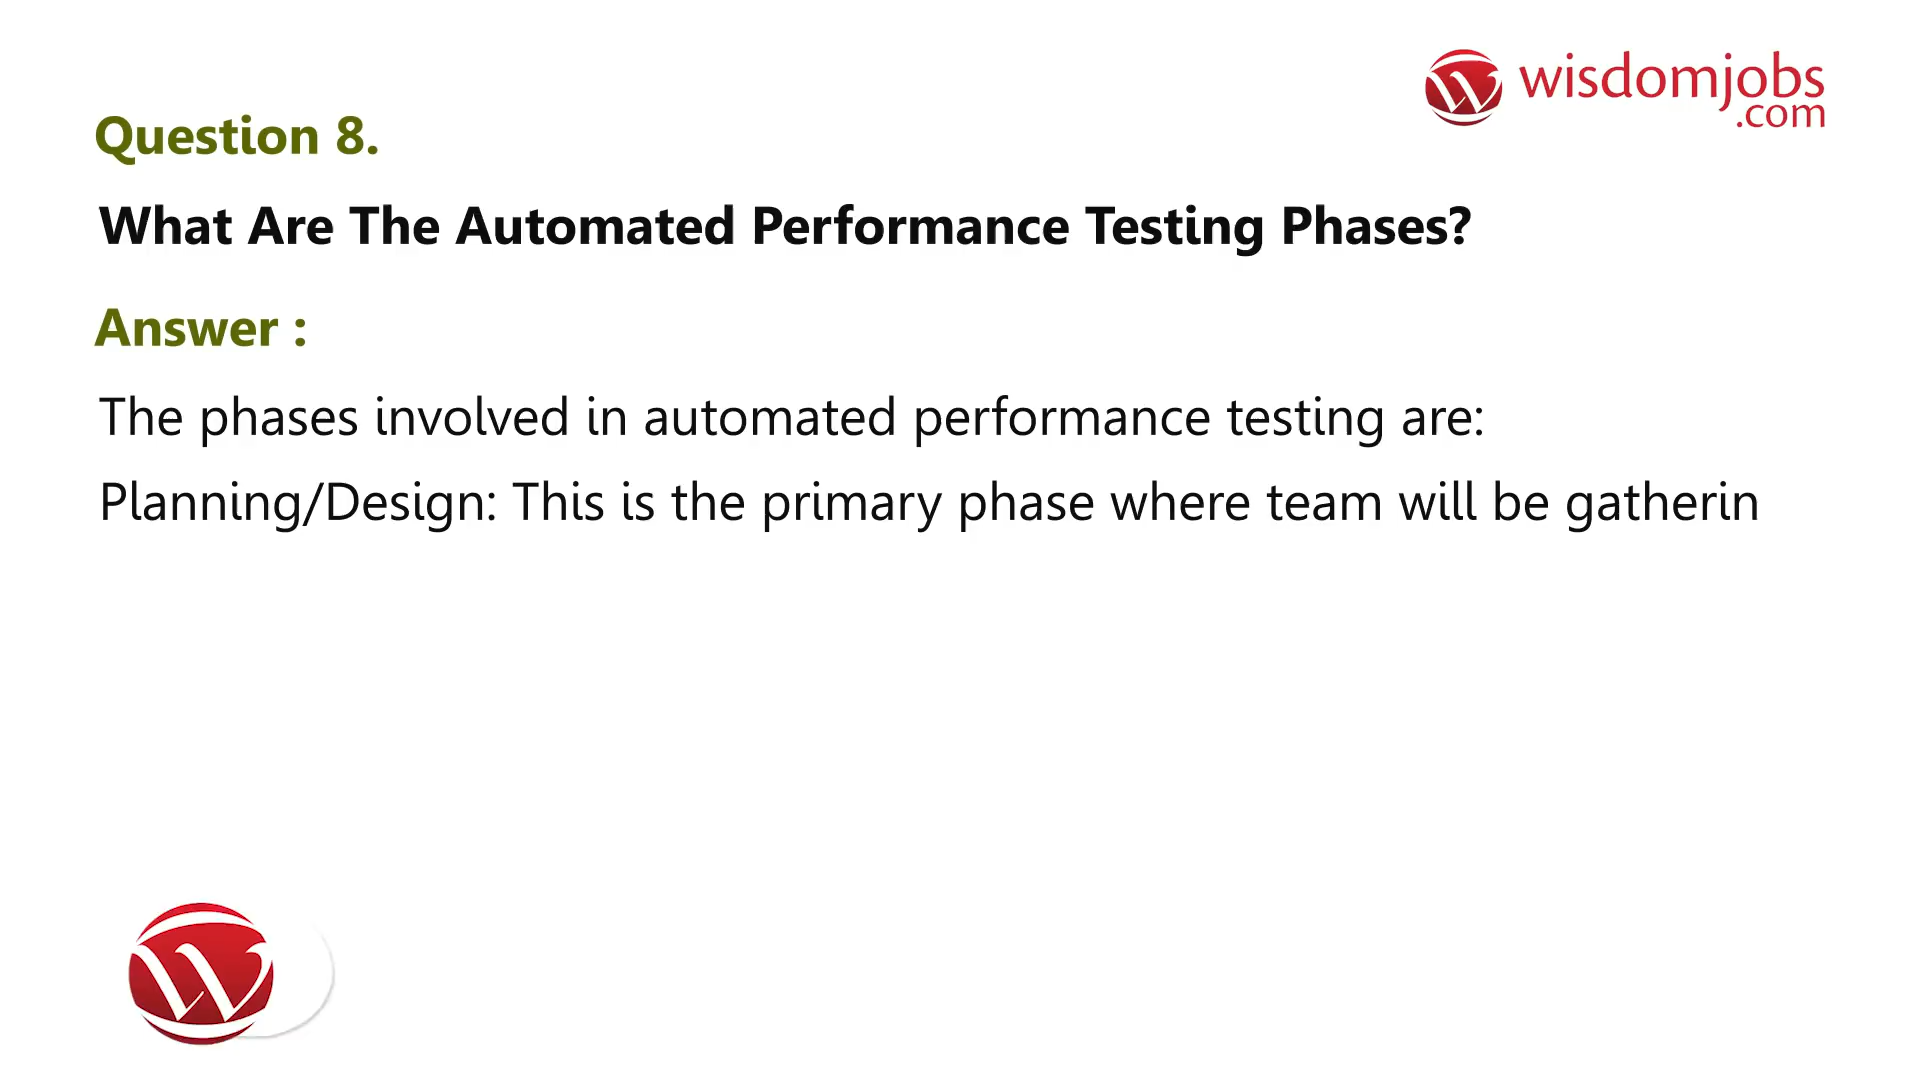 wisdomjobs
.com
Question 8.
What Are The Automated Performance Testing Phases?
Answer :
The phases involved in automated performance testing are:
Planning/Design: This is the primary phase where team will be gatherin
W